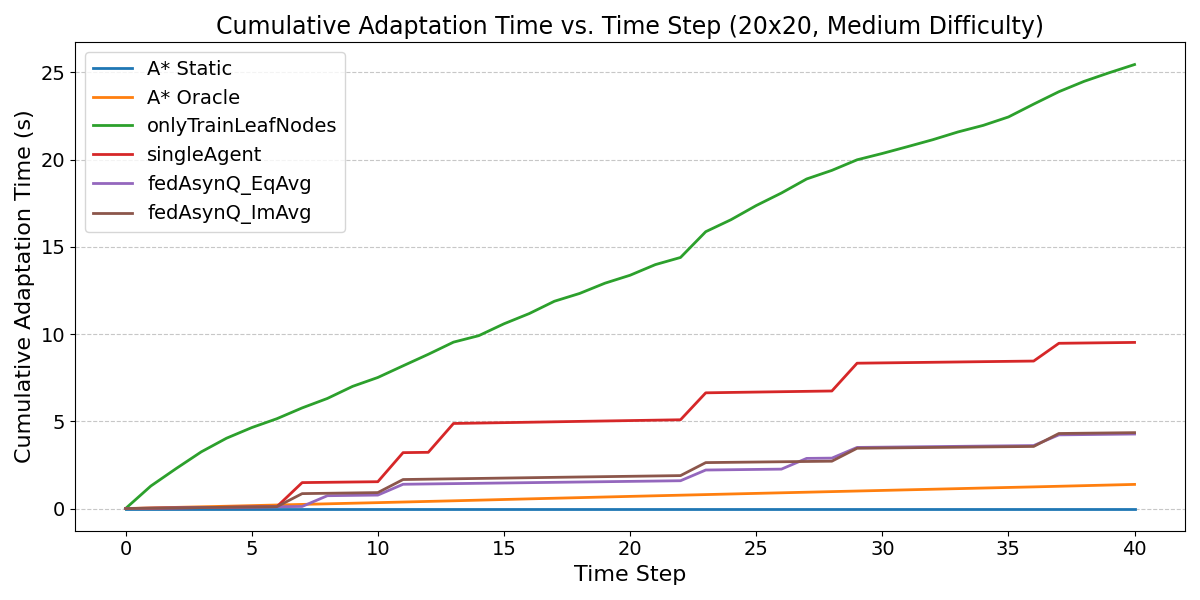 Cumulative Adaptation Time vs. Time Step (20x20, Medium Difficulty)
Cumulative Adaptation Time (s)
25
20
15
10
5
0
A* Static
A* Oracle
onlyTrainLeafNodes
singleAgent
fedAsynQ_EqAvg
fedAsynQ_ImAvg
0 5 10 15 20 25 30 35 40
Time Step